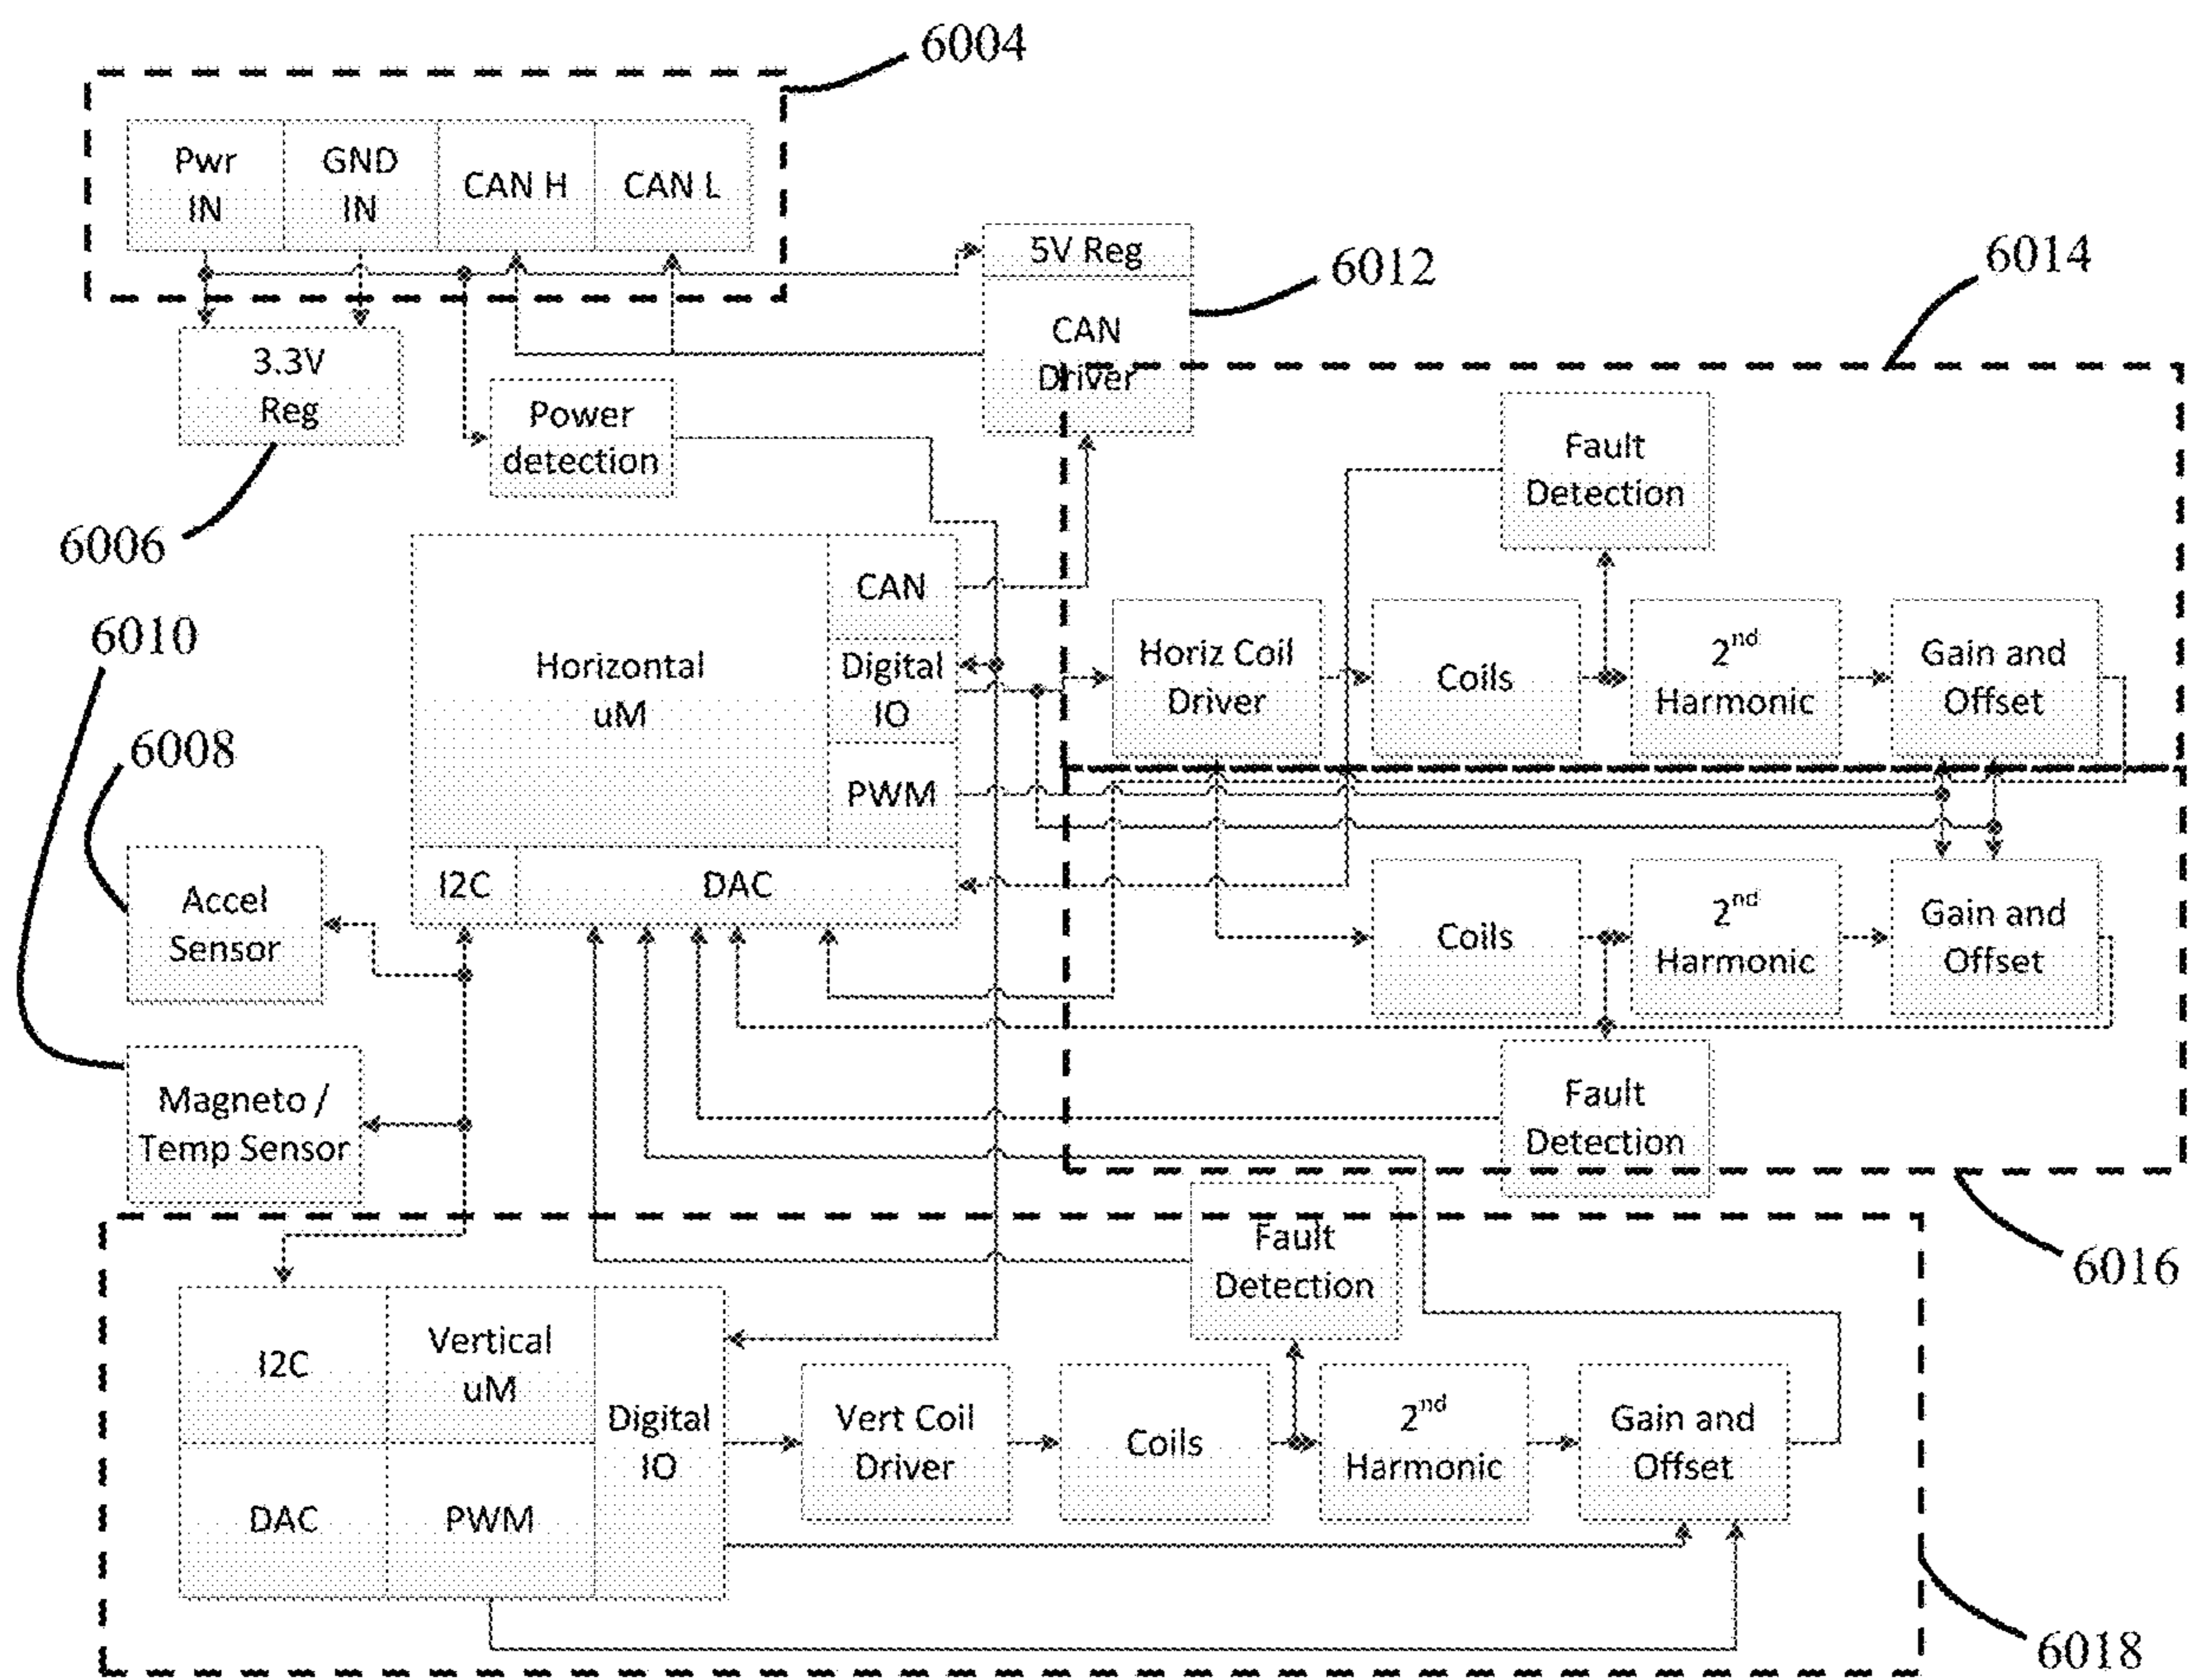 6004
Pwr
IN
GND
IN
CAN H
CAN L
5V Reg
6012
6014
CAN
Driver
3.3V
Reg
Power
detection
Fault
Detection
6006
CAN
6010
Horizontal
uM
Digital
IO
Horiz Coil
Driver
Coils
2nd
Harmonic
Gain and
Offset
6008
PWM
I2C
DAC
Accel
Sensor
Coils
2nd
Harmonic
Gain and
Offset
Magneto /
Temp Sensor
Fault
Detection
Fault
Detection
6016
I2C
Vertical
uM
Digital
IO
Vert Coil
Driver
Coils
2nd
Harmonic
Gain and
Offset
DAC
PWM
6018